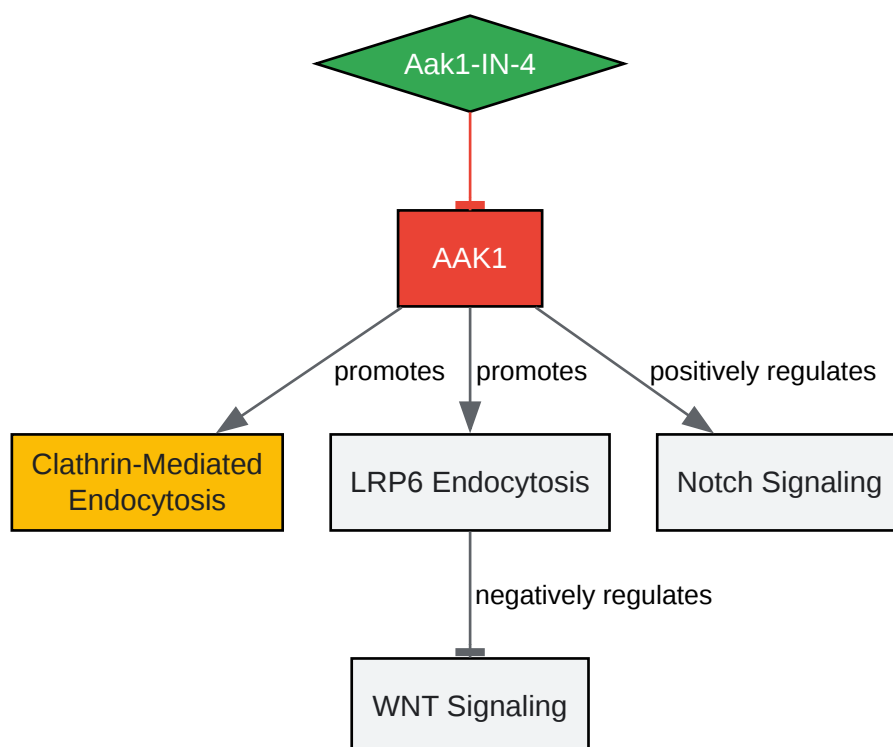 Aak1-IN-4
AAK1
promotes
promotes
positively regulates
Clathrin-Mediated
Endocytosis
LRP6 Endocytosis
Notch Signaling
negatively regulates
WNT Signaling